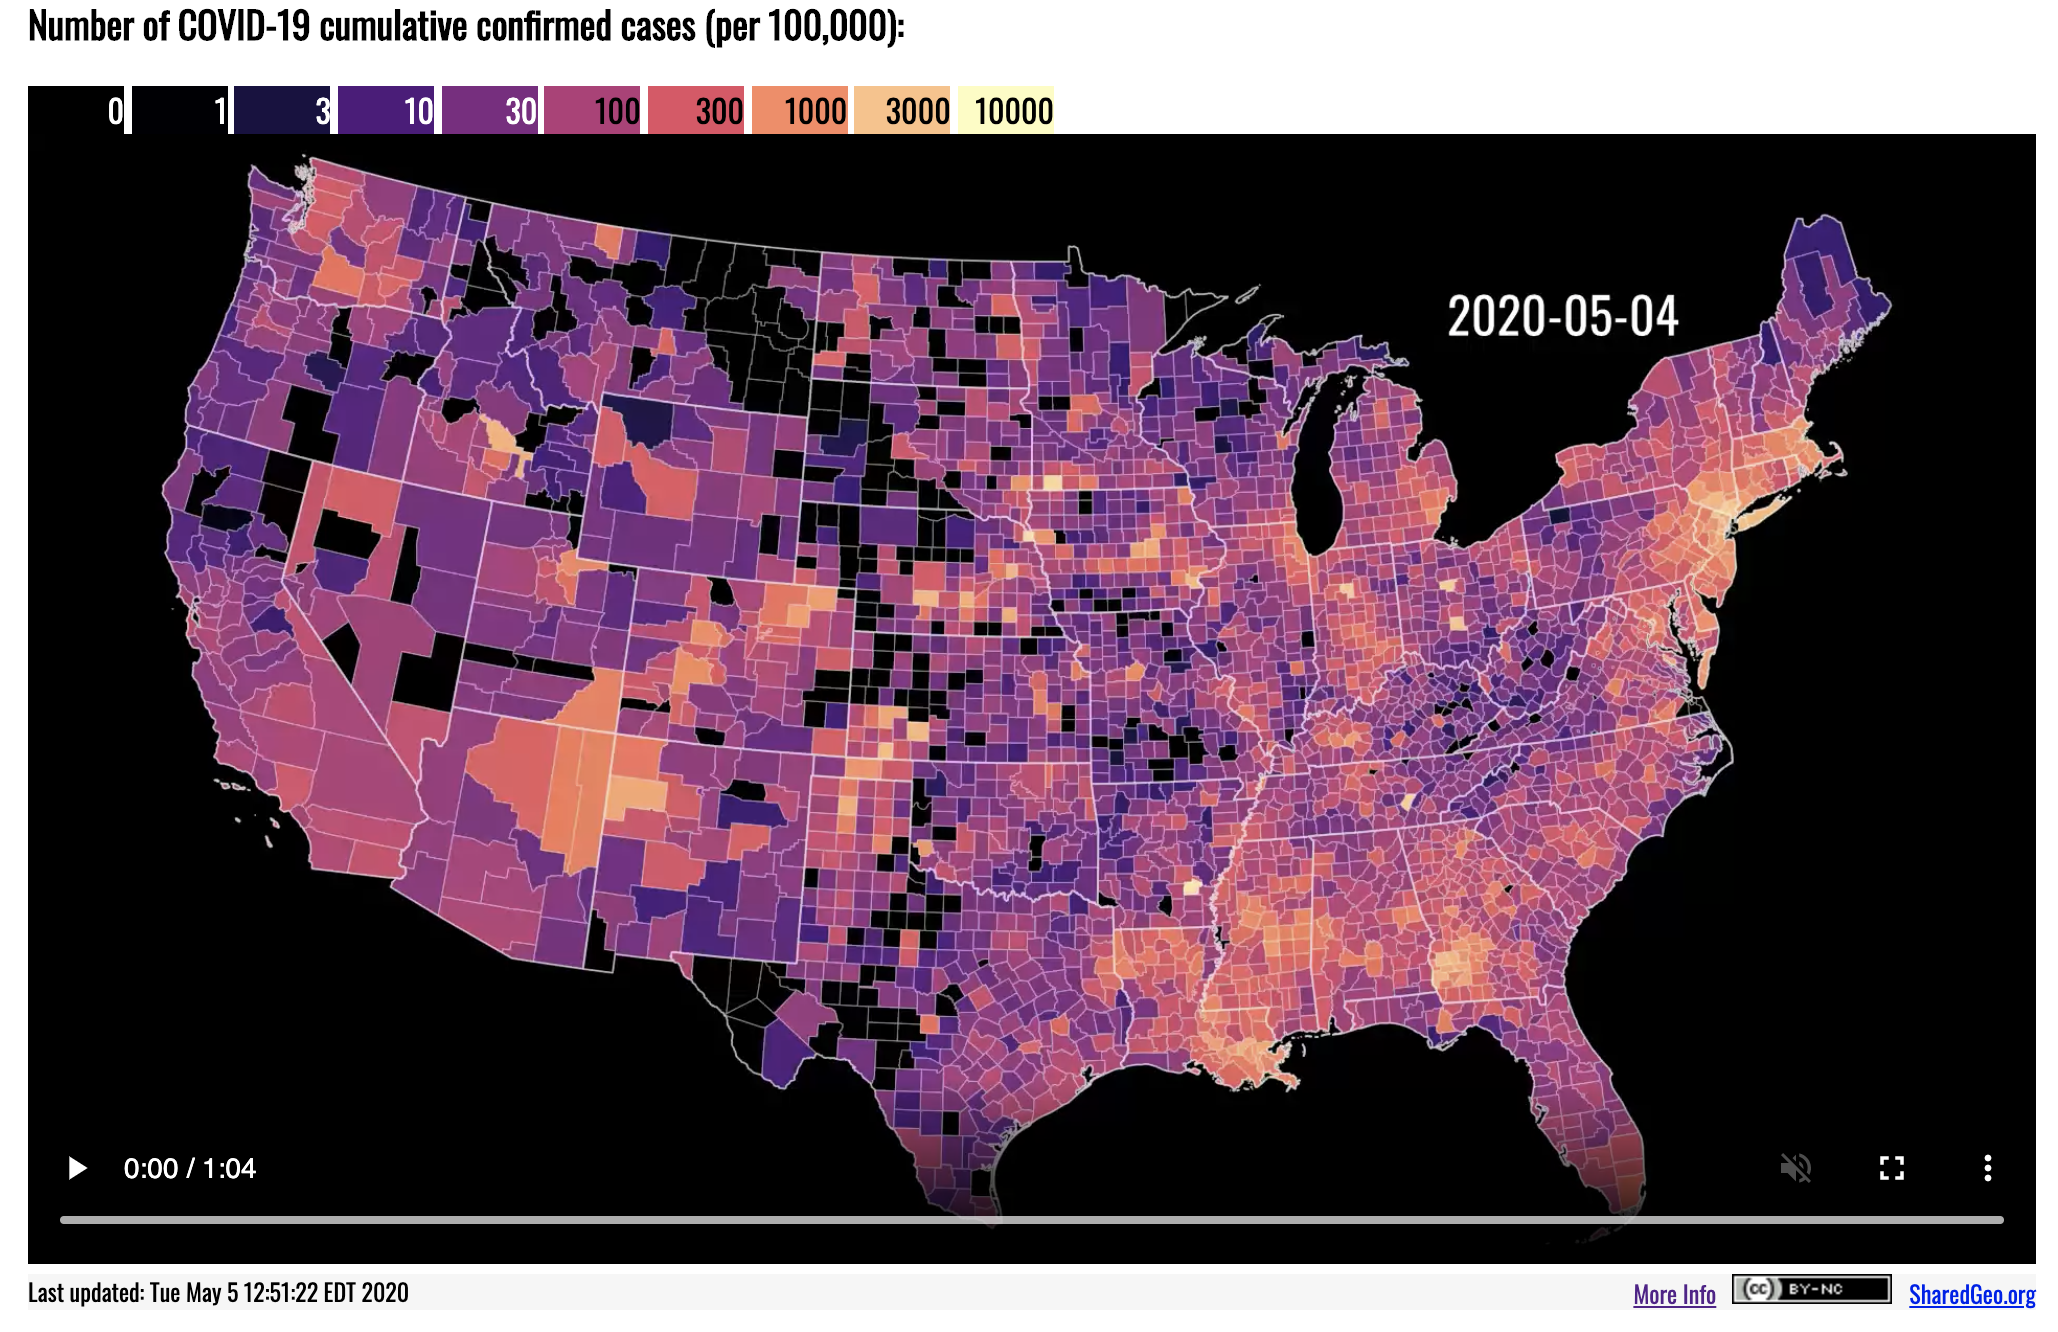 Number of COVID-19 cumulative confirmed cases (per 100,000):
0 1 3 10 30 100 300 1000 3000 10000
2020-05-04
0:00 / 1:04
Last updated: Tue May 5 12:51:22 EDT 2020 More Info cc BY-NC SharedGeo.org